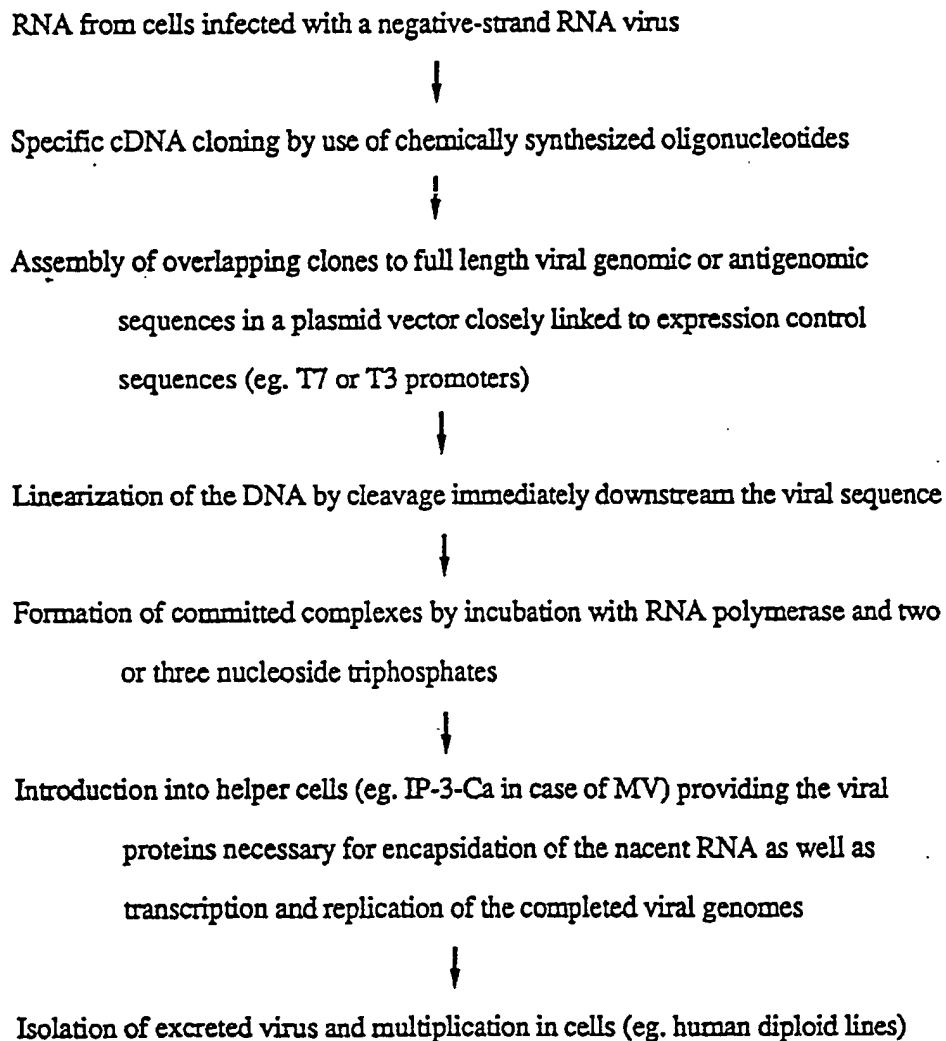 RNA from cells infected with a negative-strand RNA virus
Specific cDNA cloning by use of chemically synthesized oligonucleotides
Assembly of overlapping clones to full length viral genomic or antigenomic
sequences in a plasmid vector closely linked to expression control
sequences (eg. T7 or T3 promoters)
Linearization of the DNA by cleavage immediately downstream the viral sequence
Formation of committed complexes by incubation with RNA polymerase and two
or three nucleoside triphosphates
Introduction into helper cells (eg. IP-3-Ca in case of MV) providing the viral
proteins necessary for encapsidation of the nacent RNA as well as
transcription and replication of the completed viral genomes
Isolation of excreted virus and multiplication in cells (eg. human diploid lines)